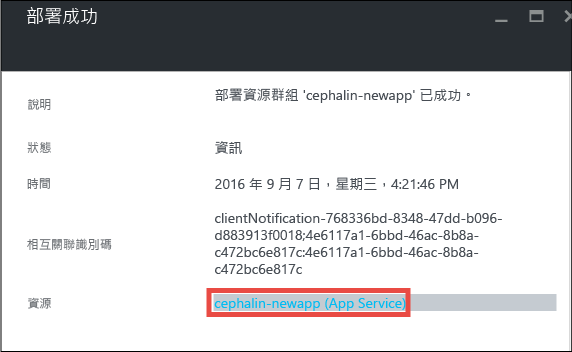 部署成功
說明
部署資源群組 'cephalin-newapp' 已成功。
狀態
資訊
時間
2016 年 9 月 7 日，星期三，4:21:46 PM
相互關聯識別碼
clientNotification-768336bd-8348-47dd-b096-
d883913f0018;4e6117a1-6bbd-46ac-8b8a-
c472bc6e817c:4e6117a1-6bbd-46ac-8b8a-
c472bc6e817c
資源
cephalin-newapp (App Service)